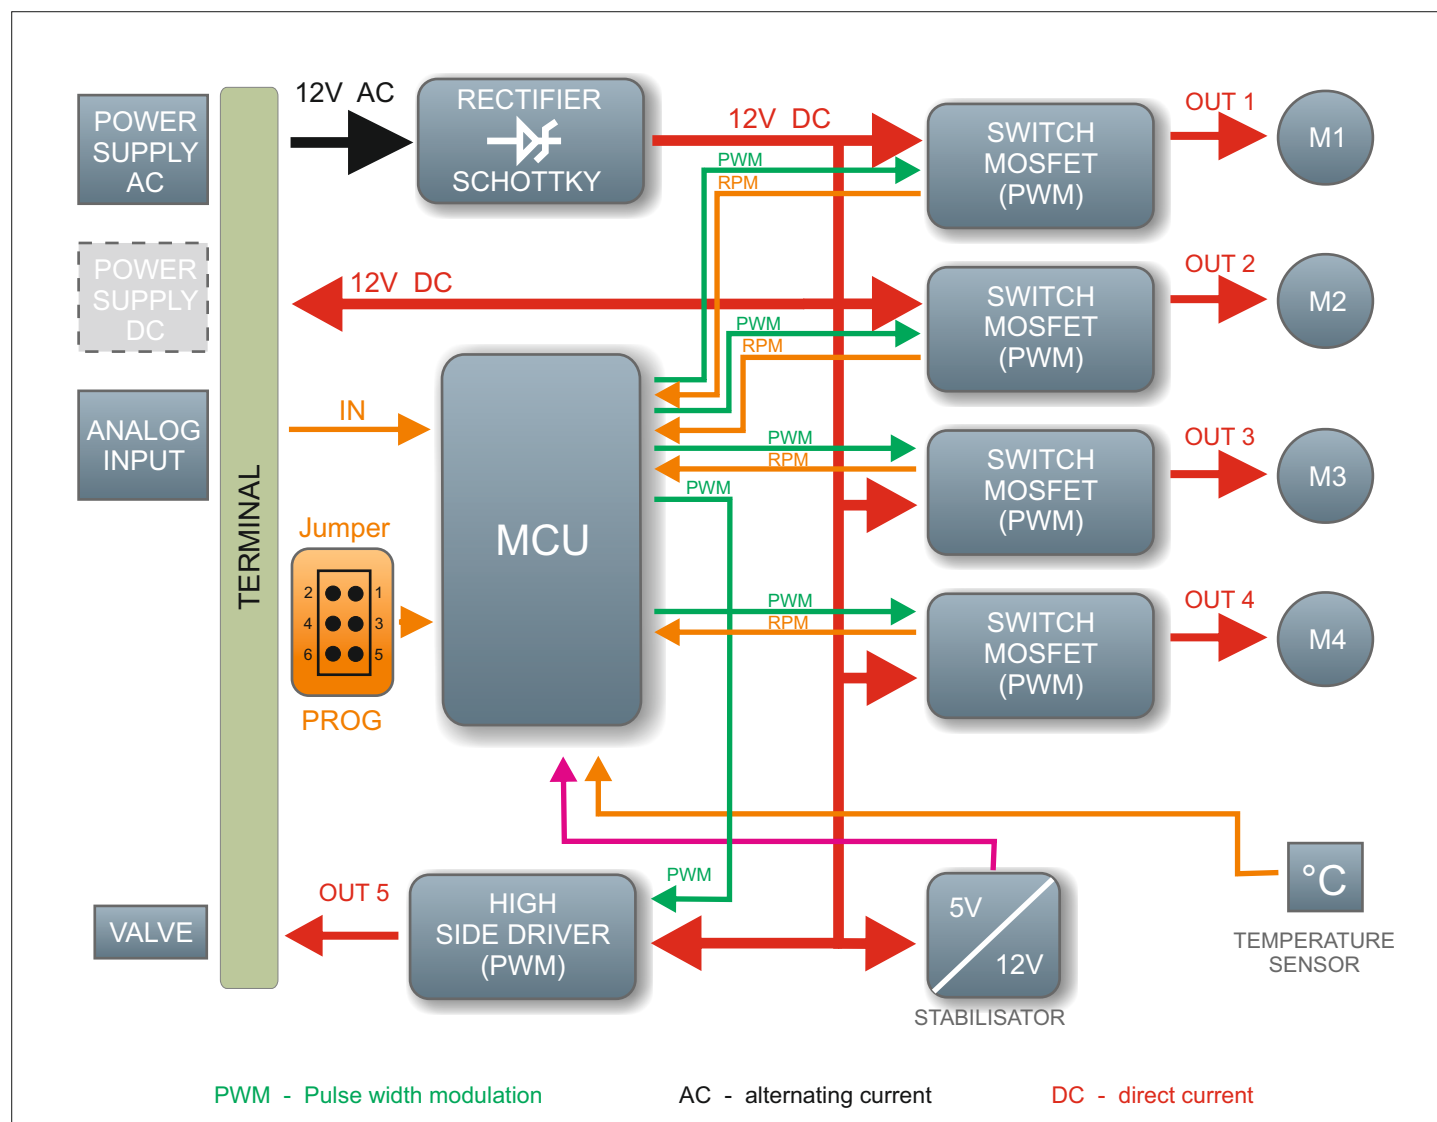 POWER
SUPPLY
AC
12V AC
RECTIFIER
SCHOTTKY
12V DC
PWM
RPM
SWITCH
MOSFET
(PWM)
OUT 1
M1
POWER
SUPPLY
DC
12V DC
PWM
RPM
SWITCH
MOSFET
(PWM)
OUT 2
M2
ANALOG
INPUT
TERMINAL
IN
MCU
PWM
RPM
PWM
SWITCH
MOSFET
(PWM)
OUT 3
M3
Jumper
2 1
4 3
6 5
PROG
PWM
RPM
SWITCH
MOSFET
(PWM)
OUT 4
M4
VALVE
OUT 5
HIGH
SIDE DRIVER
(PWM)
PWM
5V
12V
STABILISATOR
°C
TEMPERATURE
SENSOR
PWM - Pulse width modulation
AC - alternating current
DC - direct current